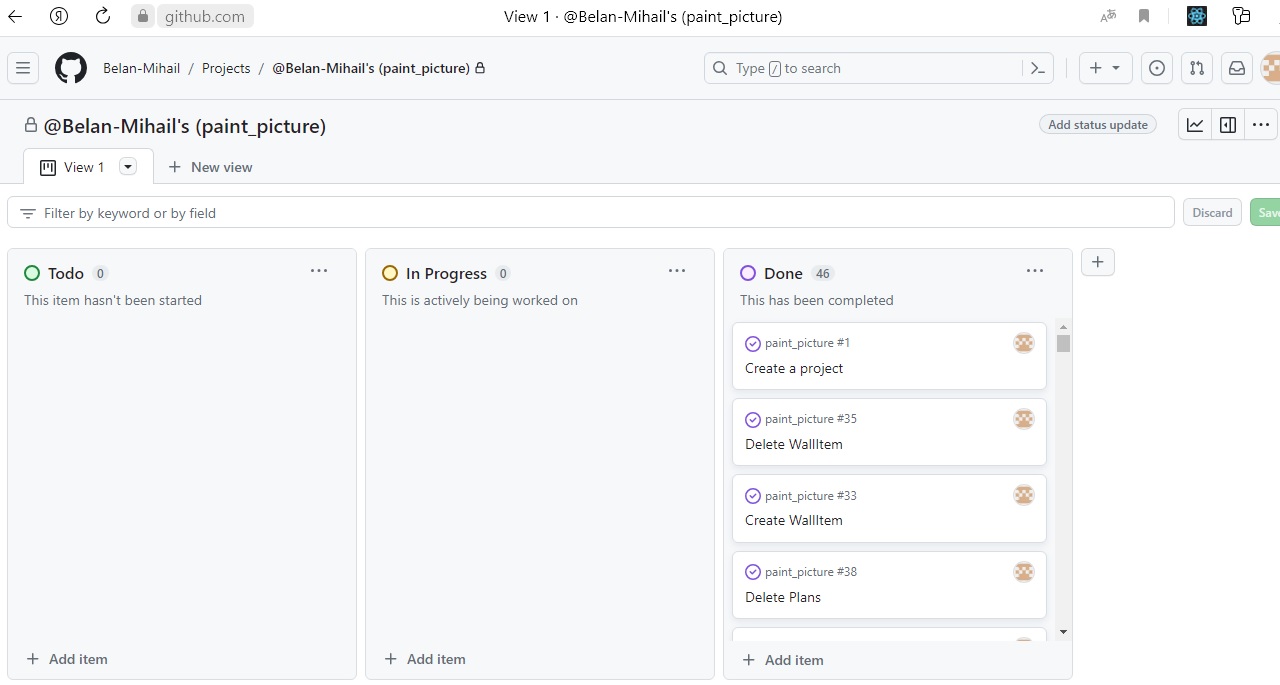 Я github.com View 1 · @Belan-Mihail's (paint_picture)
Belan-Mihail / Projects / @Belan-Mihail's (paint_picture) Type / to search
@Belan-Mihail's (paint_picture) Add status update
View 1 New view
Filter by keyword or by field Discard Save
Todo 0
This item hasn't been started
Add item
In Progress 0
This is actively being worked on
Add item
Done 46
This has been completed
paint_picture #1
Create a project
paint_picture #35
Delete WallItem
paint_picture #33
Create WallItem
paint_picture #38
Delete Plans
Add item